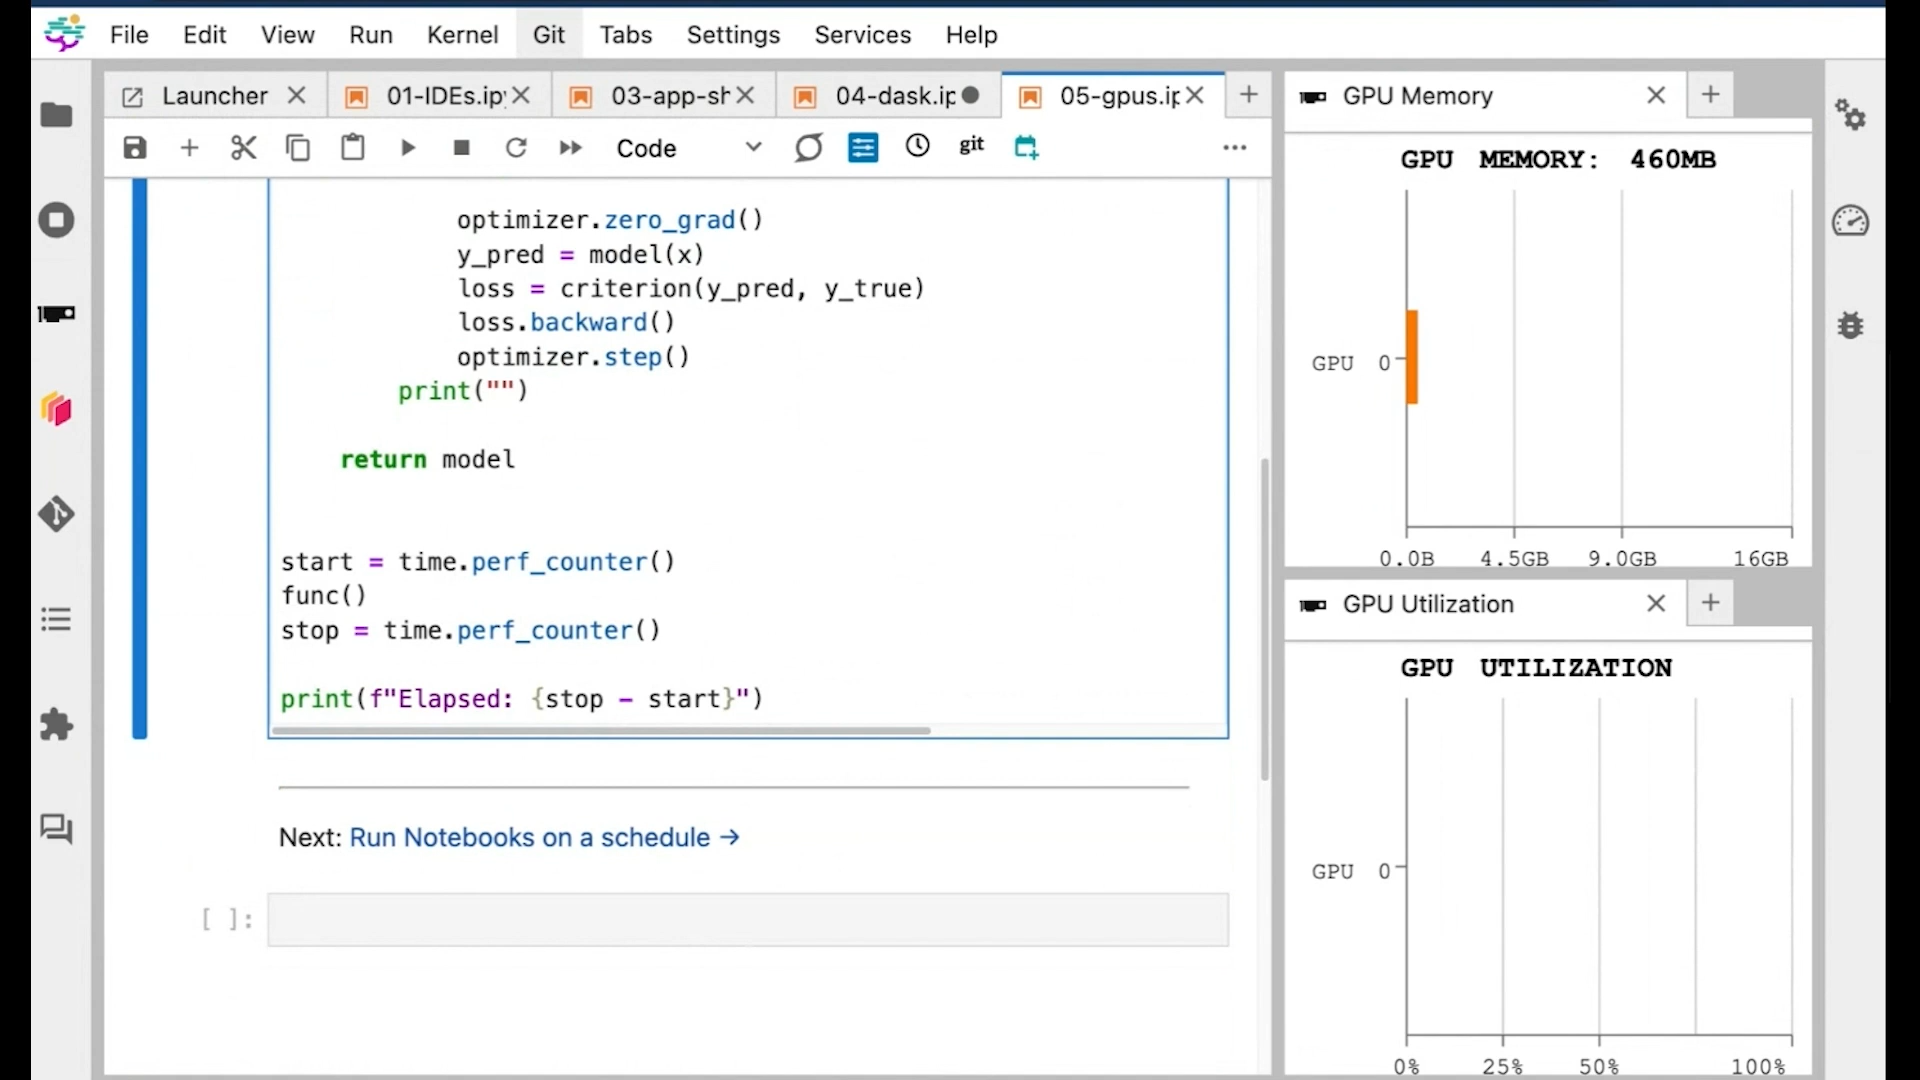 File Edit View Run Kernel Git Tabs Settings Services Help
Launcher 01-IDEs.ip 03-app-sh 04-dask.ip 05-gpus.ip
Code git
optimizer.zero_grad()
y_pred = model(x)
loss = criterion(y_pred, y_true)
loss.backward()
optimizer.step()
print("")
return model
start = time.perf_counter()
func()
stop = time.perf_counter()
print(f"Elapsed: {stop - start}")
Next: Run Notebooks on a schedule →
[ ]:
GPU Memory
GPU MEMORY: 460MB
GPU 0
0.0B 4.5GB 9.0GB 16GB
GPU Utilization
GPU UTILIZATION
GPU 0
0% 25% 50% 100%